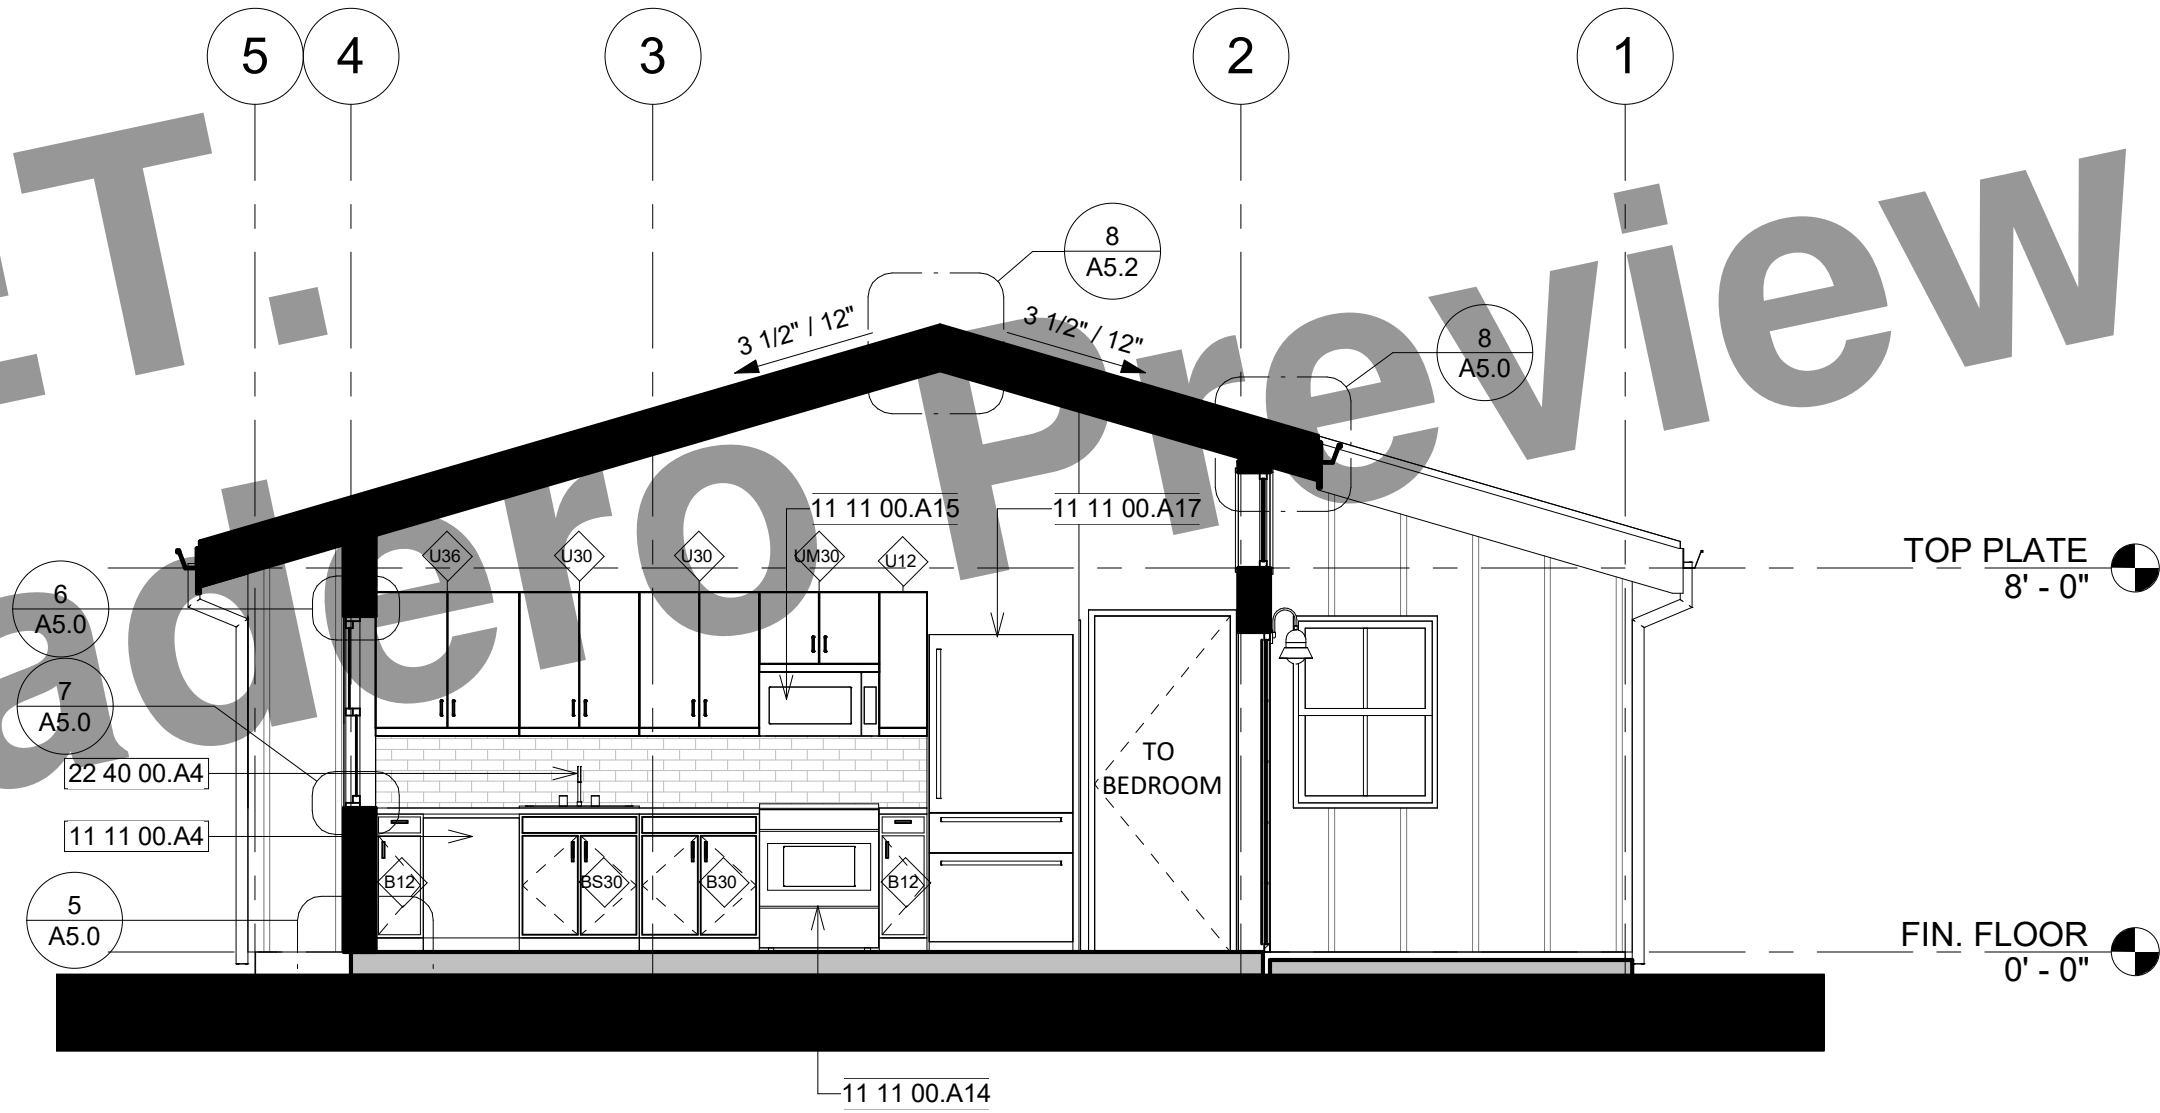 5
4
3
2
1
8
A5.2
3 1/2" / 12"
3 1/2" / 12"
8
A5.0
11 11 00.A15
11 11 00.A17
U36
U30
U30
UM30
U12
TOP PLATE
8' - 0"
6
A5.0
7
A5.0
22 40 00.A4
11 11 00.A4
TO
BEDROOM
B12
BS30
B30
B12
5
A5.0
FIN. FLOOR
0' - 0"
11 11 00.A14
Preview